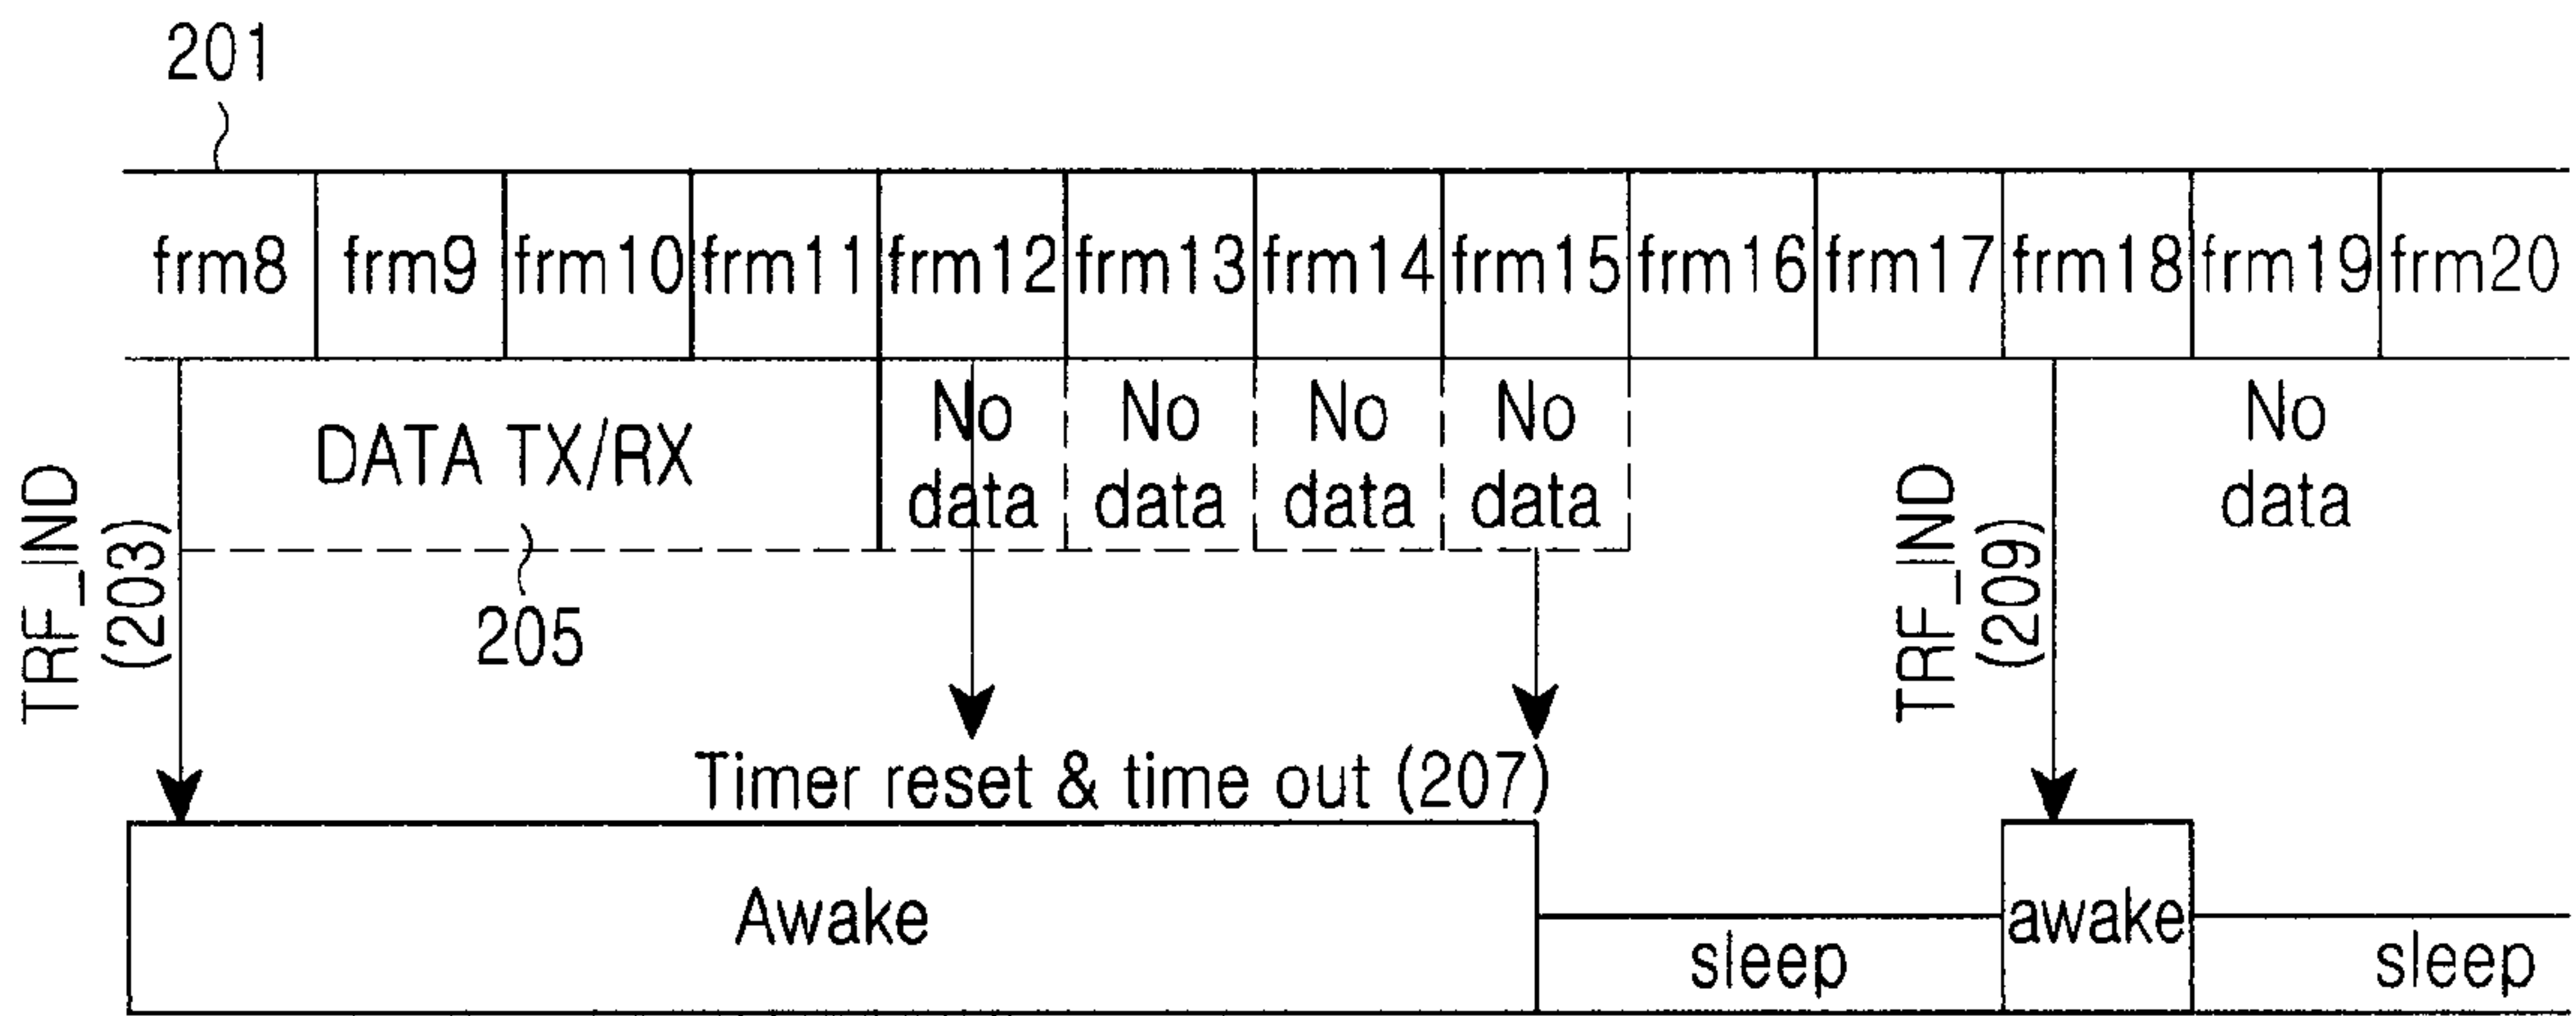 201
frm8 frm9 frm10 frm11 frm12 frm13 frm14 frm15 frm16 frm17 frm18 frm19 frm20
TRF_IND
(203)
DATA TX/RX
205
No
data
No
data
No
data
No
data
TRF_IND
(209)
No
data
Timer reset & time out (207)
Awake
sleep
awake
sleep